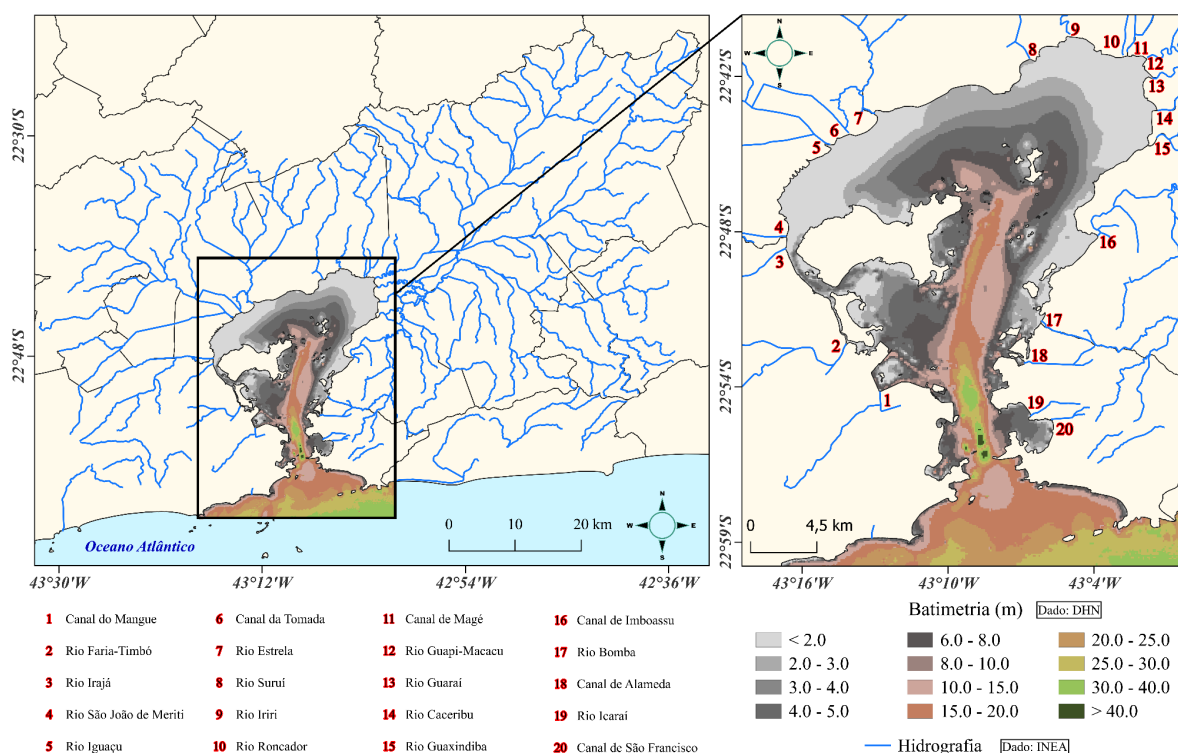 N
W E
S
22°30'S
22°48'S
Oceano Atlântico
0 10 20 km
N
W E
S
43°30'W 43°12'W 42°54'W 42°36'W
22°42'S
22°48'S
22°54'S
22°59'S
9
8 10 11
12
13
7
6 14
5 15
4
16
3
17
2 18
1 19
20
0 4,5 km
43°16'W 43°10'W 43°4'W
1 Canal do Mangue
2 Rio Faria-Timbó
3 Rio Irajá
4 Rio São João de Meriti
5 Rio Iguaçu
6 Canal da Tomada
7 Rio Estrela
8 Rio Suruí
9 Rio Iriri
10 Rio Roncador
11 Canal de Magé
12 Rio Guapi-Macacu
13 Rio Guaraí
14 Rio Caceribu
15 Rio Guaxindiba
16 Canal de Imboassu
17 Rio Bomba
18 Canal de Alameda
19 Rio Icaraí
20 Canal de São Francisco
Batimetria (m) Dado: DHN
< 2.0
2.0 - 3.0
3.0 - 4.0
4.0 - 5.0
6.0 - 8.0
8.0 - 10.0
10.0 - 15.0
15.0 - 20.0
20.0 - 25.0
25.0 - 30.0
30.0 - 40.0
> 40.0
Hidrografia Dado: INEA